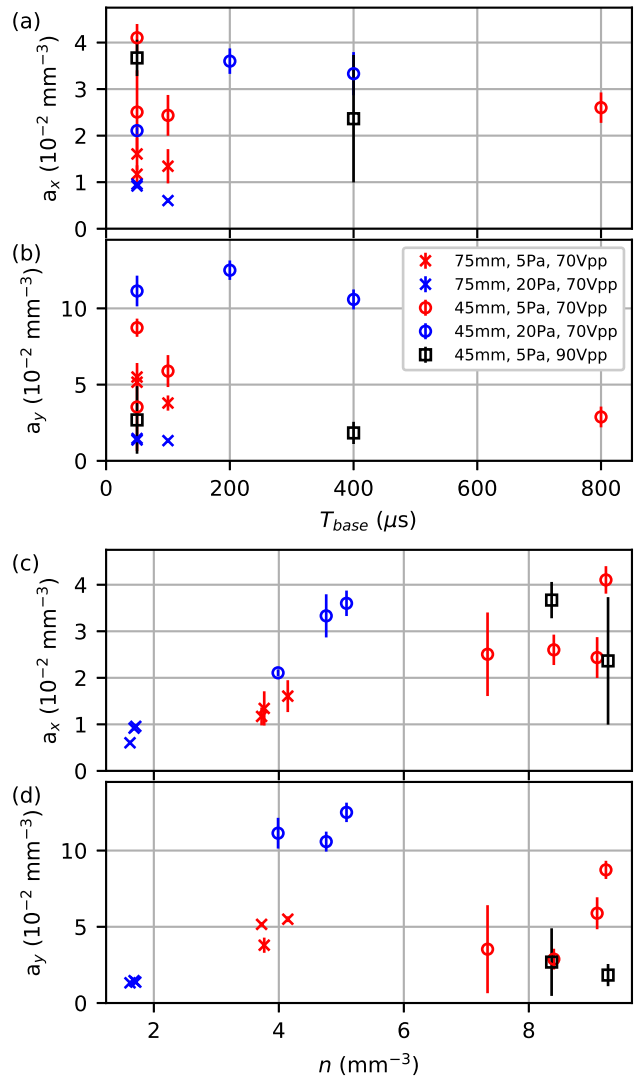 (a)
a_x (10⁻² mm⁻³)
4
3
2
1
0
(b)
a_y (10⁻² mm⁻³)
10
5
0
75mm, 5Pa, 70Vpp
75mm, 20Pa, 70Vpp
45mm, 5Pa, 70Vpp
45mm, 20Pa, 70Vpp
45mm, 5Pa, 90Vpp
0 200 400 600 800
T_base (μs)
(c)
a_x (10⁻² mm⁻³)
4
3
2
1
0
(d)
a_y (10⁻² mm⁻³)
10
5
0
2 4 6 8
n (mm⁻³)